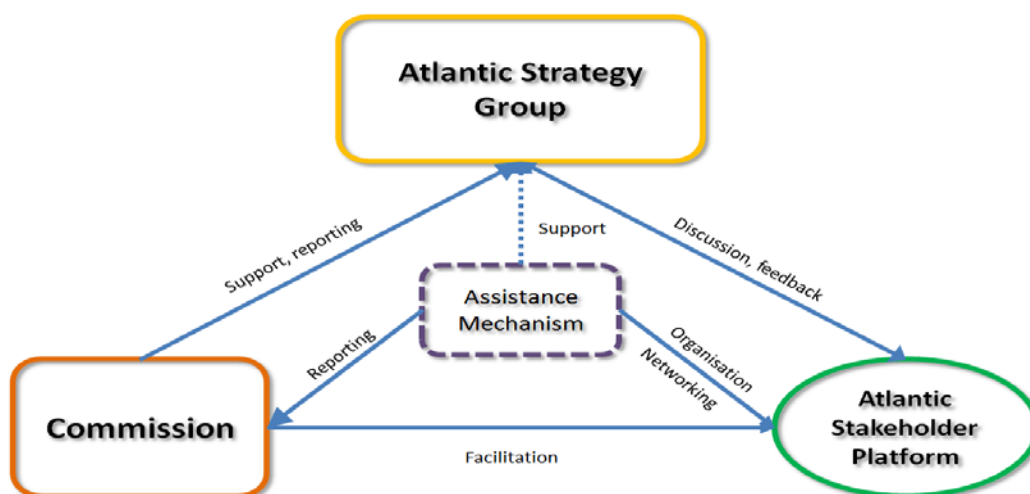 Atlantic Strategy
Group
Support, reporting
Support
Discussion, feedback
Assistance
Mechanism
Reporting
Organisation
Networking
Commission
Facilitation
Atlantic
Stakeholder
Platform